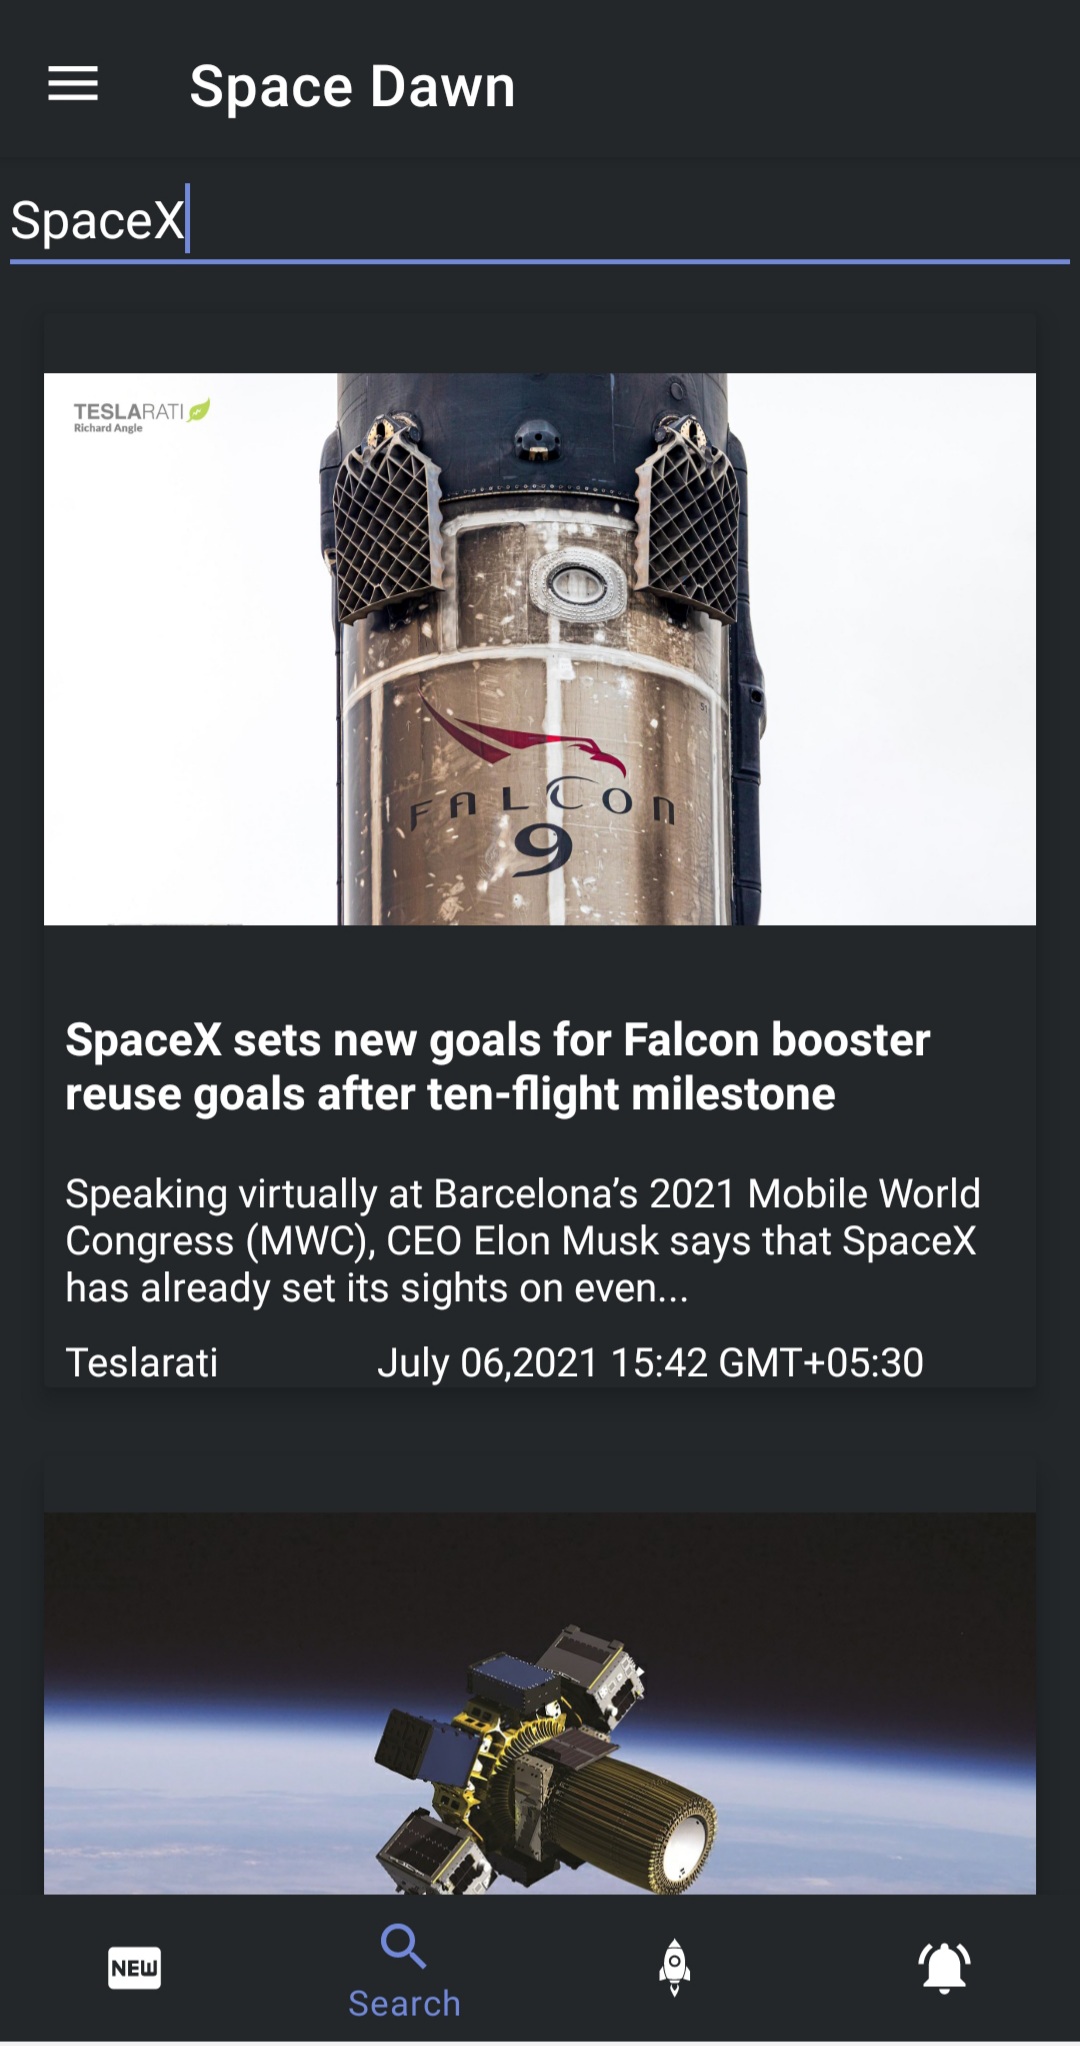 Space Dawn
SpaceX
TESLARATI
Richard Angle
FALCON
9
SpaceX sets new goals for Falcon booster
reuse goals after ten-flight milestone
Speaking virtually at Barcelona’s 2021 Mobile World
Congress (MWC), CEO Elon Musk says that SpaceX
has already set its sights on even...
Teslarati July 06,2021 15:42 GMT+05:30
NEW
Search